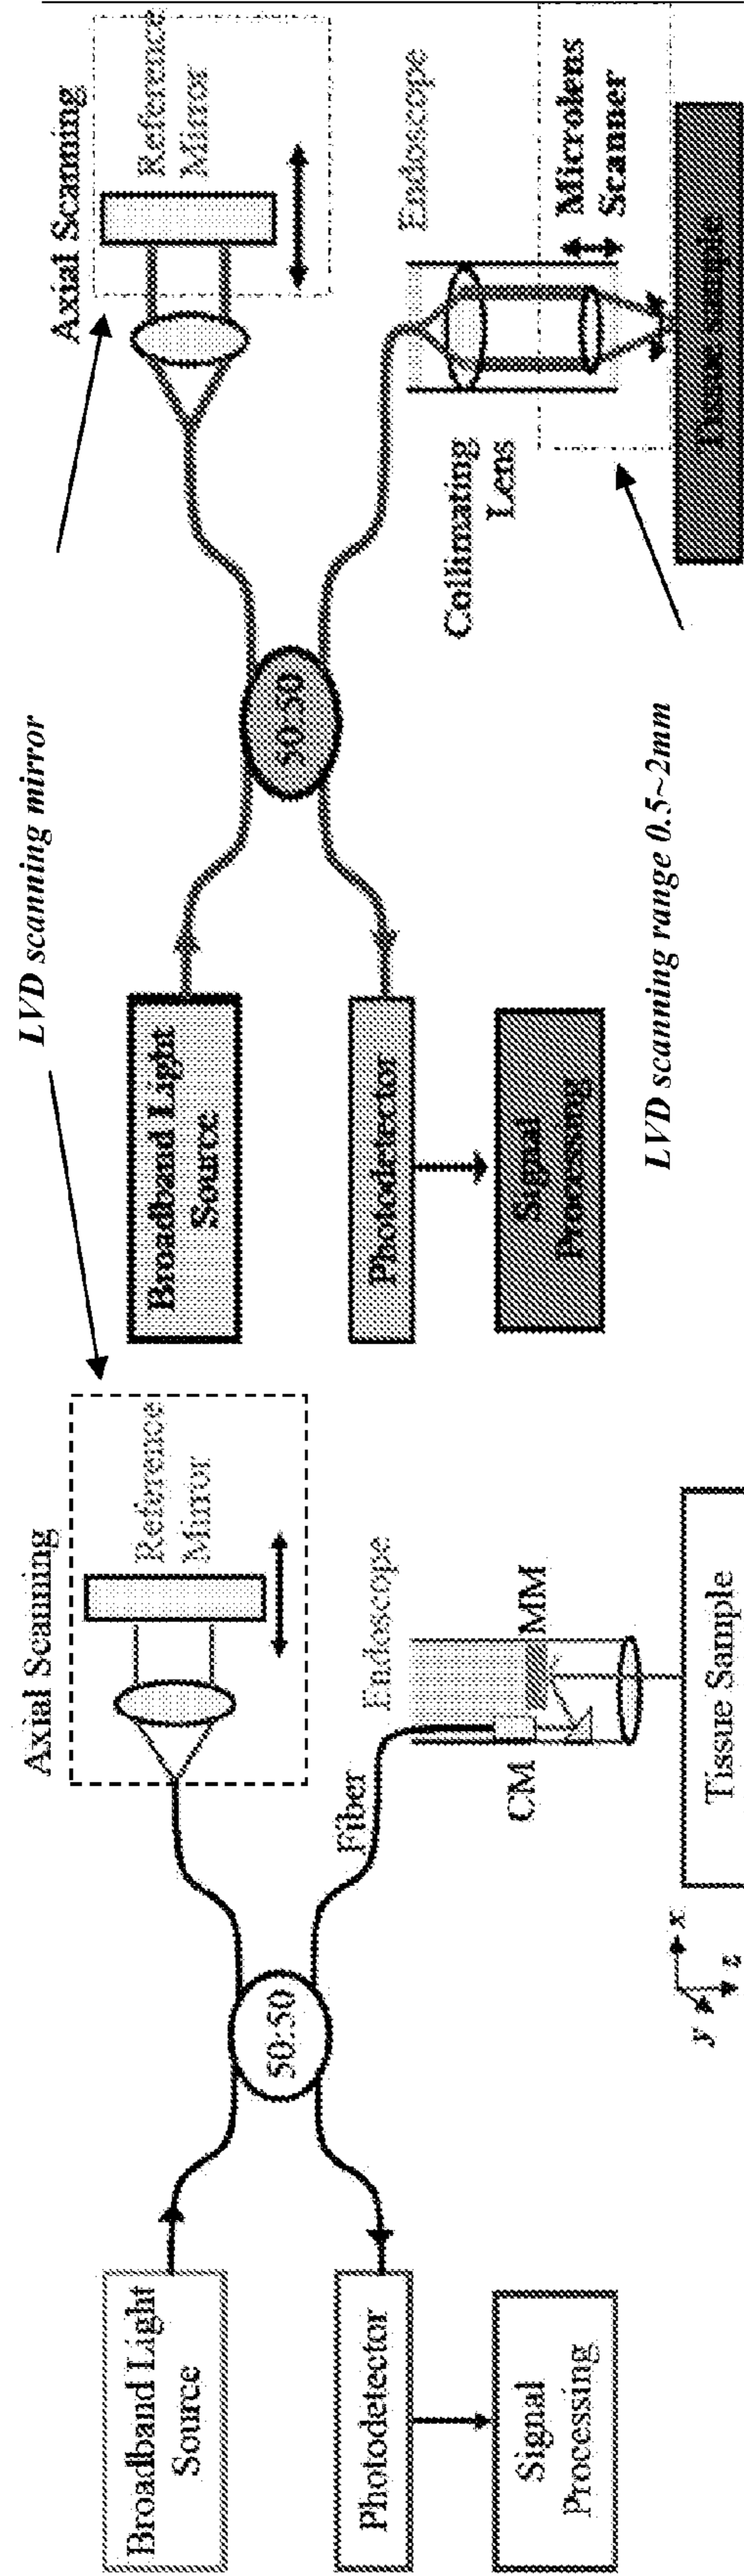 Broadband Light
Source
50:50
Axial Scanning
Reference
Mirror
Photodetector
Signal
Processing
Fiber
Endoscope
CM
MM
y
x
z
Tissue Sample
LVD scanning mirror
Broadband Light
Source
50:50
Axial Scanning
Reference
Mirror
Photodetector
Signal
Processing
Endoscope
Collimating
Lens
Microlens
Scanner
Tissue sample
LVD scanning range 0.5~2mm